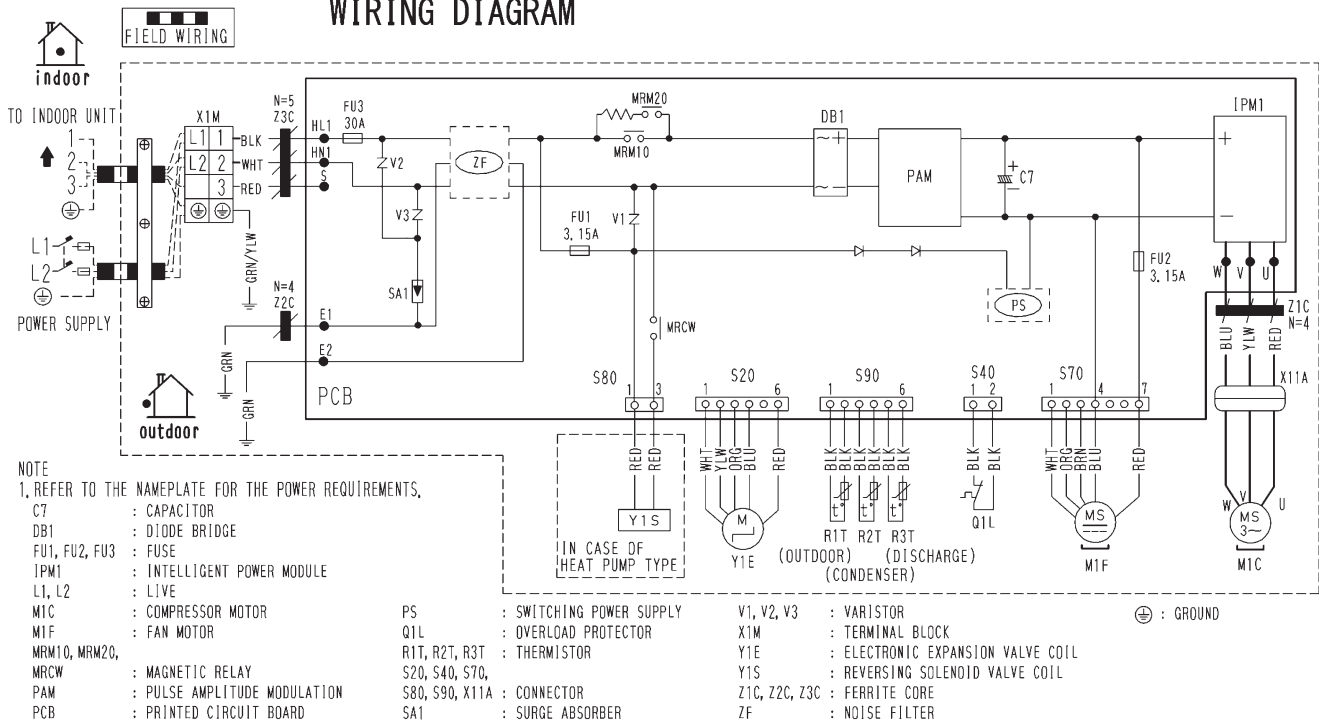 WIRING DIAGRAM
FIELD WIRING
indoor
TO INDOOR UNIT
1
2
3
L1
L2
POWER SUPPLY
X1M
L1 1
L2 2
3
BLK
WHT
RED
GRN/YLW
N=5
Z3C
HL1
HN1
S
FU3
30A
V2
V3
SA1
ZF
N=4
Z2C
E1
E2
GRN
GRN
PCB
outdoor
MRM20
MRM10
FU1
3.15A
V1
MRCW
DB1
PAM
+
C7
PS
FU2
3.15A
IPM1
+
−
W V U
Z1C
N=4
BLU
YLW
RED
X11A
W V U
MS
3~
M1C
S80
1 3
RED
RED
Y1S
IN CASE OF
HEAT PUMP TYPE
S20
1 6
WHT
YLW
ORG
BLU
RED
M
Y1E
S90
1 6
BLK
BLK
BLK
BLK
BLK
BLK
t°
t°
t°
R1T R2T R3T
(OUTDOOR) (DISCHARGE)
(CONDENSER)
S40
1 2
BLK
BLK
Q1L
S70
1 4 7
WHT
ORG
BRN
BLU
RED
MS
M1F
NOTE
1. REFER TO THE NAMEPLATE FOR THE POWER REQUIREMENTS.
C7 : CAPACITOR
DB1 : DIODE BRIDGE
FU1, FU2, FU3 : FUSE
IPM1 : INTELLIGENT POWER MODULE
L1, L2 : LIVE
M1C : COMPRESSOR MOTOR
M1F : FAN MOTOR
MRM10, MRM20,
MRCW : MAGNETIC RELAY
PAM : PULSE AMPLITUDE MODULATION
PCB : PRINTED CIRCUIT BOARD
PS : SWITCHING POWER SUPPLY
Q1L : OVERLOAD PROTECTOR
R1T, R2T, R3T : THERMISTOR
S20, S40, S70,
S80, S90, X11A : CONNECTOR
SA1 : SURGE ABSORBER
V1, V2, V3 : VARISTOR
X1M : TERMINAL BLOCK
Y1E : ELECTRONIC EXPANSION VALVE COIL
Y1S : REVERSING SOLENOID VALVE COIL
Z1C, Z2C, Z3C : FERRITE CORE
ZF : NOISE FILTER
: GROUND